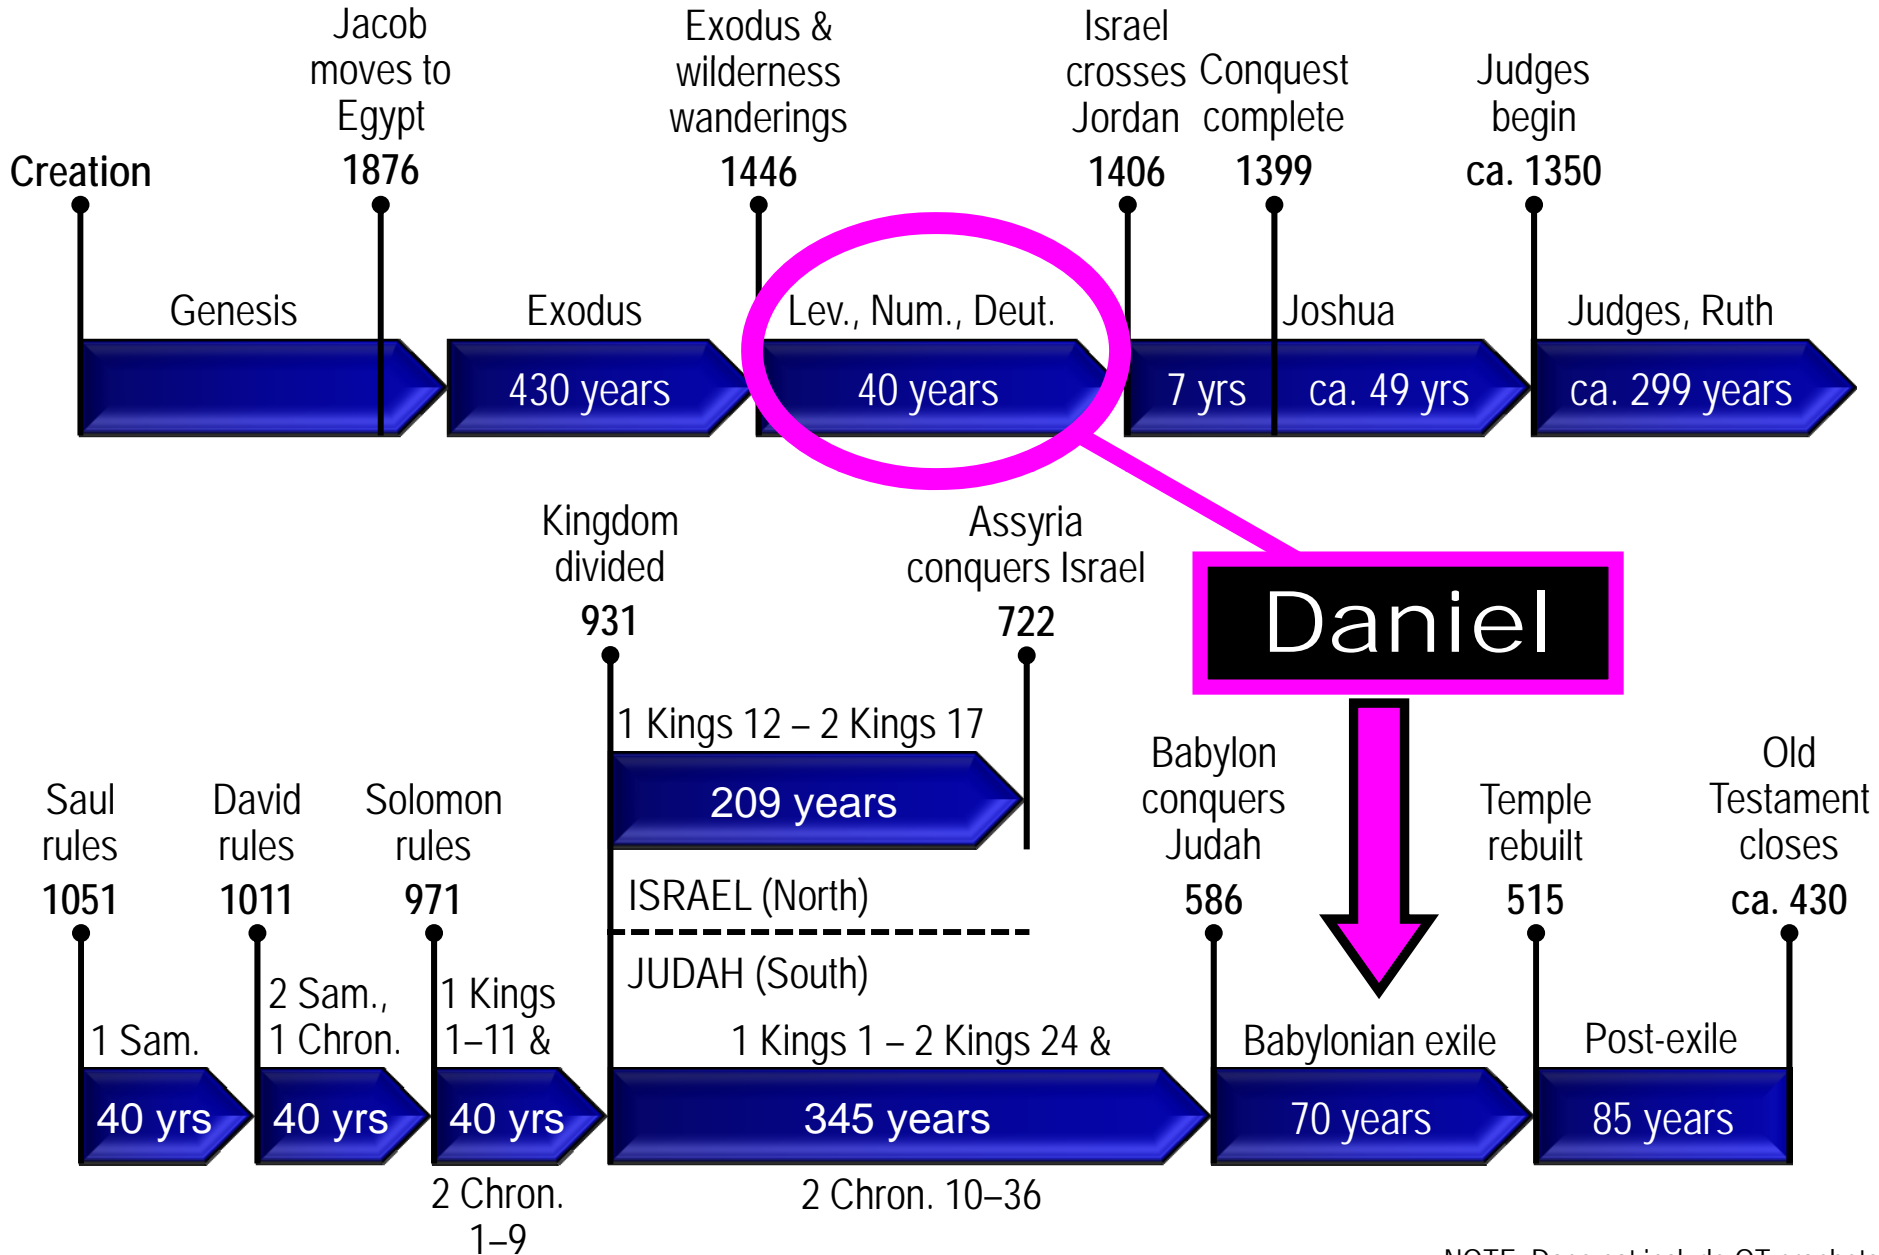 Jacob
moves to
Egypt
1876
Exodus &
wilderness
wanderings
1446
Israel
crosses
Jordan
1406
Conquest
complete
1399
Judges
begin
ca. 1350
Creation
Genesis
Exodus
Lev., Num., Deut.
Joshua
Judges, Ruth
430 years
40 years
7 yrs
ca. 49 yrs
ca. 299 years
Kingdom
divided
931
Assyria
conquers Israel
722
Daniel
1 Kings 12 – 2 Kings 17
209 years
ISRAEL (North)
JUDAH (South)
Saul
rules
1051
David
rules
1011
Solomon
rules
971
Babylon
conquers
Judah
586
Temple
rebuilt
515
Old
Testament
closes
ca. 430
1 Sam.
2 Sam.,
1 Chron.
1 Kings
1–11 &
1 Kings 1 – 2 Kings 24 &
Babylonian exile
Post-exile
40 yrs
40 yrs
40 yrs
345 years
70 years
85 years
2 Chron.
1–9
2 Chron. 10–36